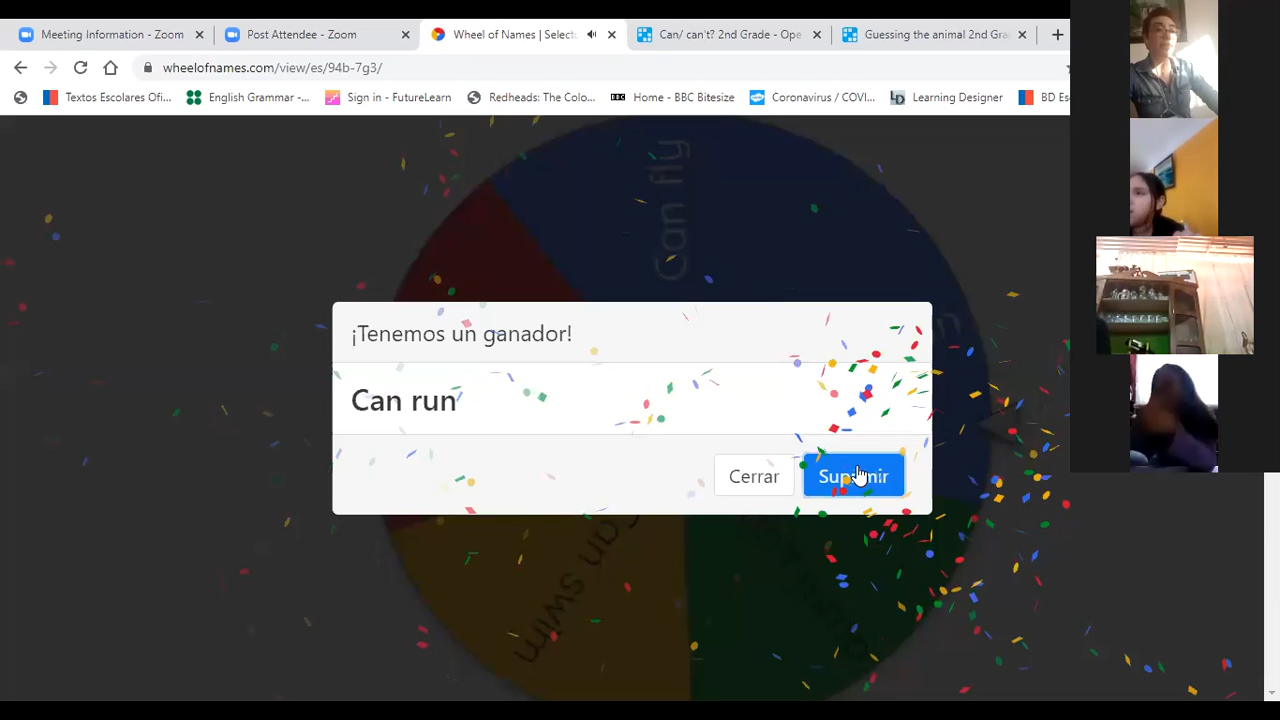 Meeting Information - Zoom
Post Attendee - Zoom
Wheel of Names | Select
Can/ can't? 2nd Grade - Ope
Guessing the animal 2nd Gra
wheelofnames.com/view/es/94b-7g3/
Textos Escolares Ofi...
English Grammar -...
Sign in - FutureLearn
Redheads: The Colo...
Home - BBC Bitesize
Coronavirus / COVI...
Learning Designer
BD Es
Can fly
¡Tenemos un ganador!
Can run
Cerrar
Suprimir
Can swim